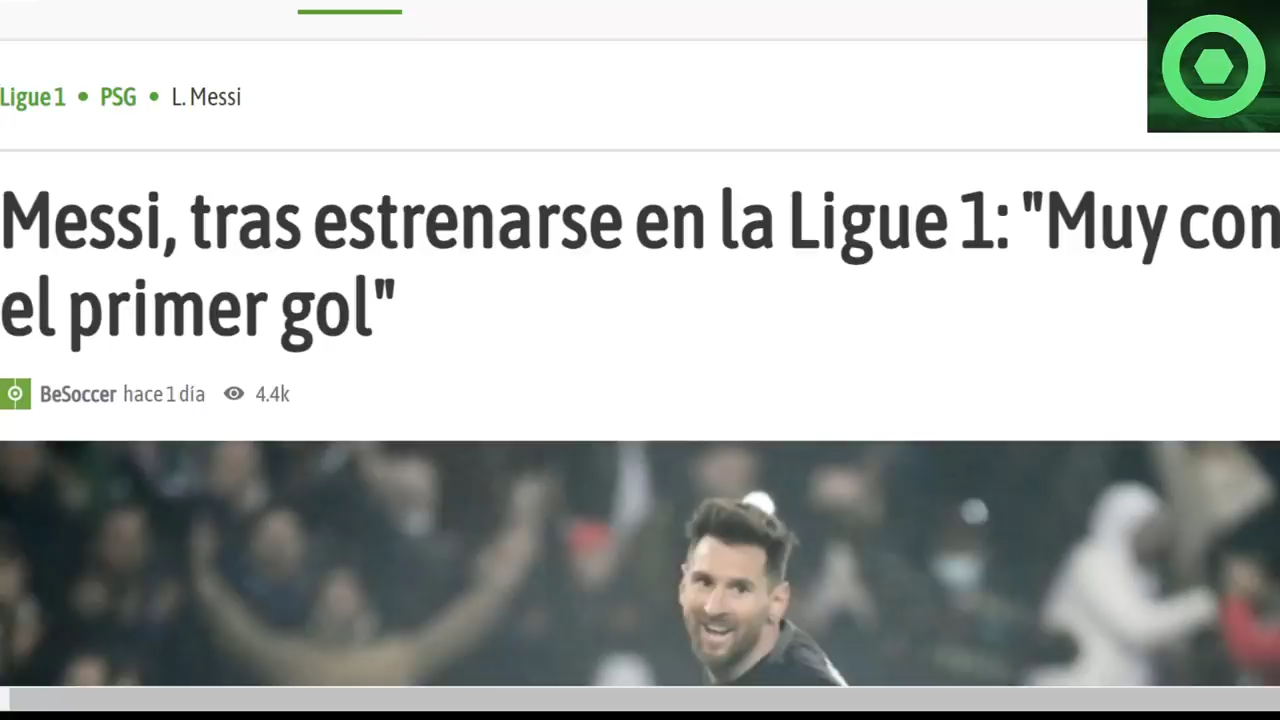 Ligue 1 • PSG • L. Messi
Messi, tras estrenarse en la Ligue 1: "Muy con
el primer gol"
BeSoccer hace 1 día 4.4k